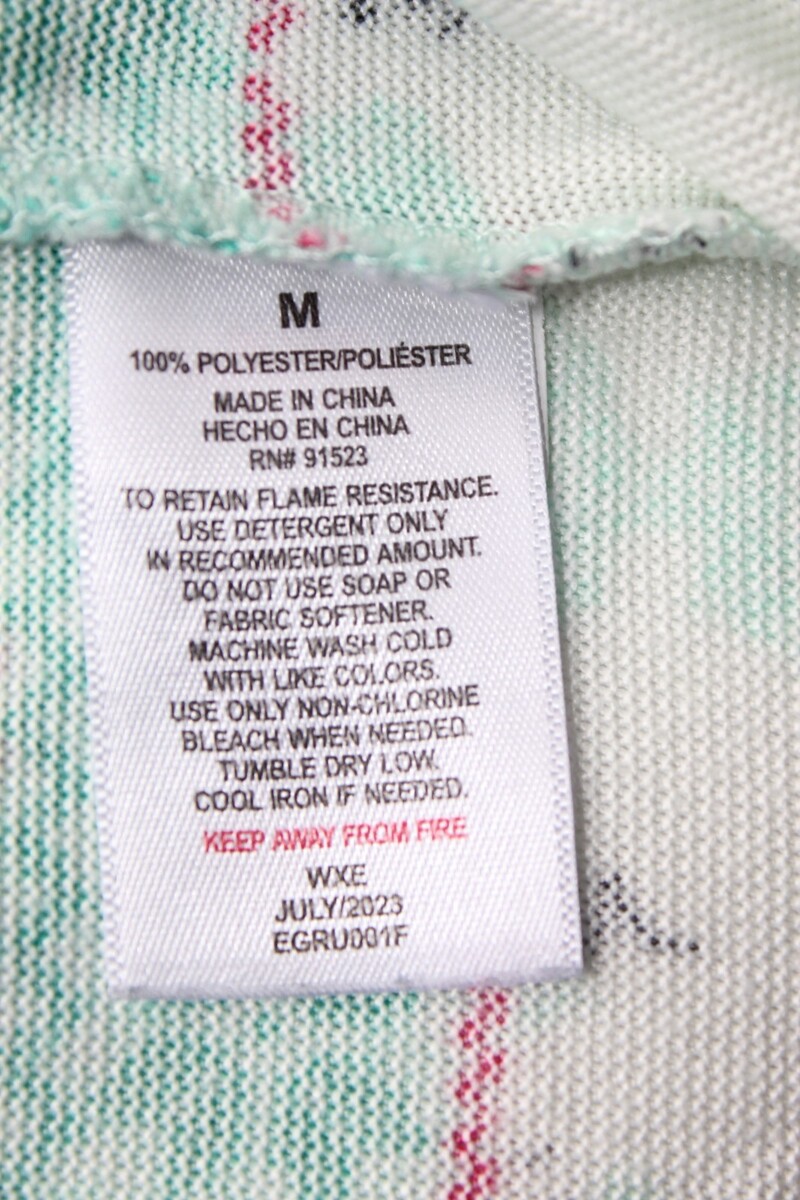 M
100% POLYESTER/POLIÉSTER
MADE IN CHINA
HECHO EN CHINA
RN# 91523
TO RETAIN FLAME RESISTANCE.
USE DETERGENT ONLY
IN RECOMMENDED AMOUNT.
DO NOT USE SOAP OR
FABRIC SOFTENER.
MACHINE WASH COLD
WITH LIKE COLORS.
USE ONLY NON-CHLORINE
BLEACH WHEN NEEDED.
TUMBLE DRY LOW.
COOL IRON IF NEEDED.
KEEP AWAY FROM FIRE
WXE
JULY/2023
EGRU001F